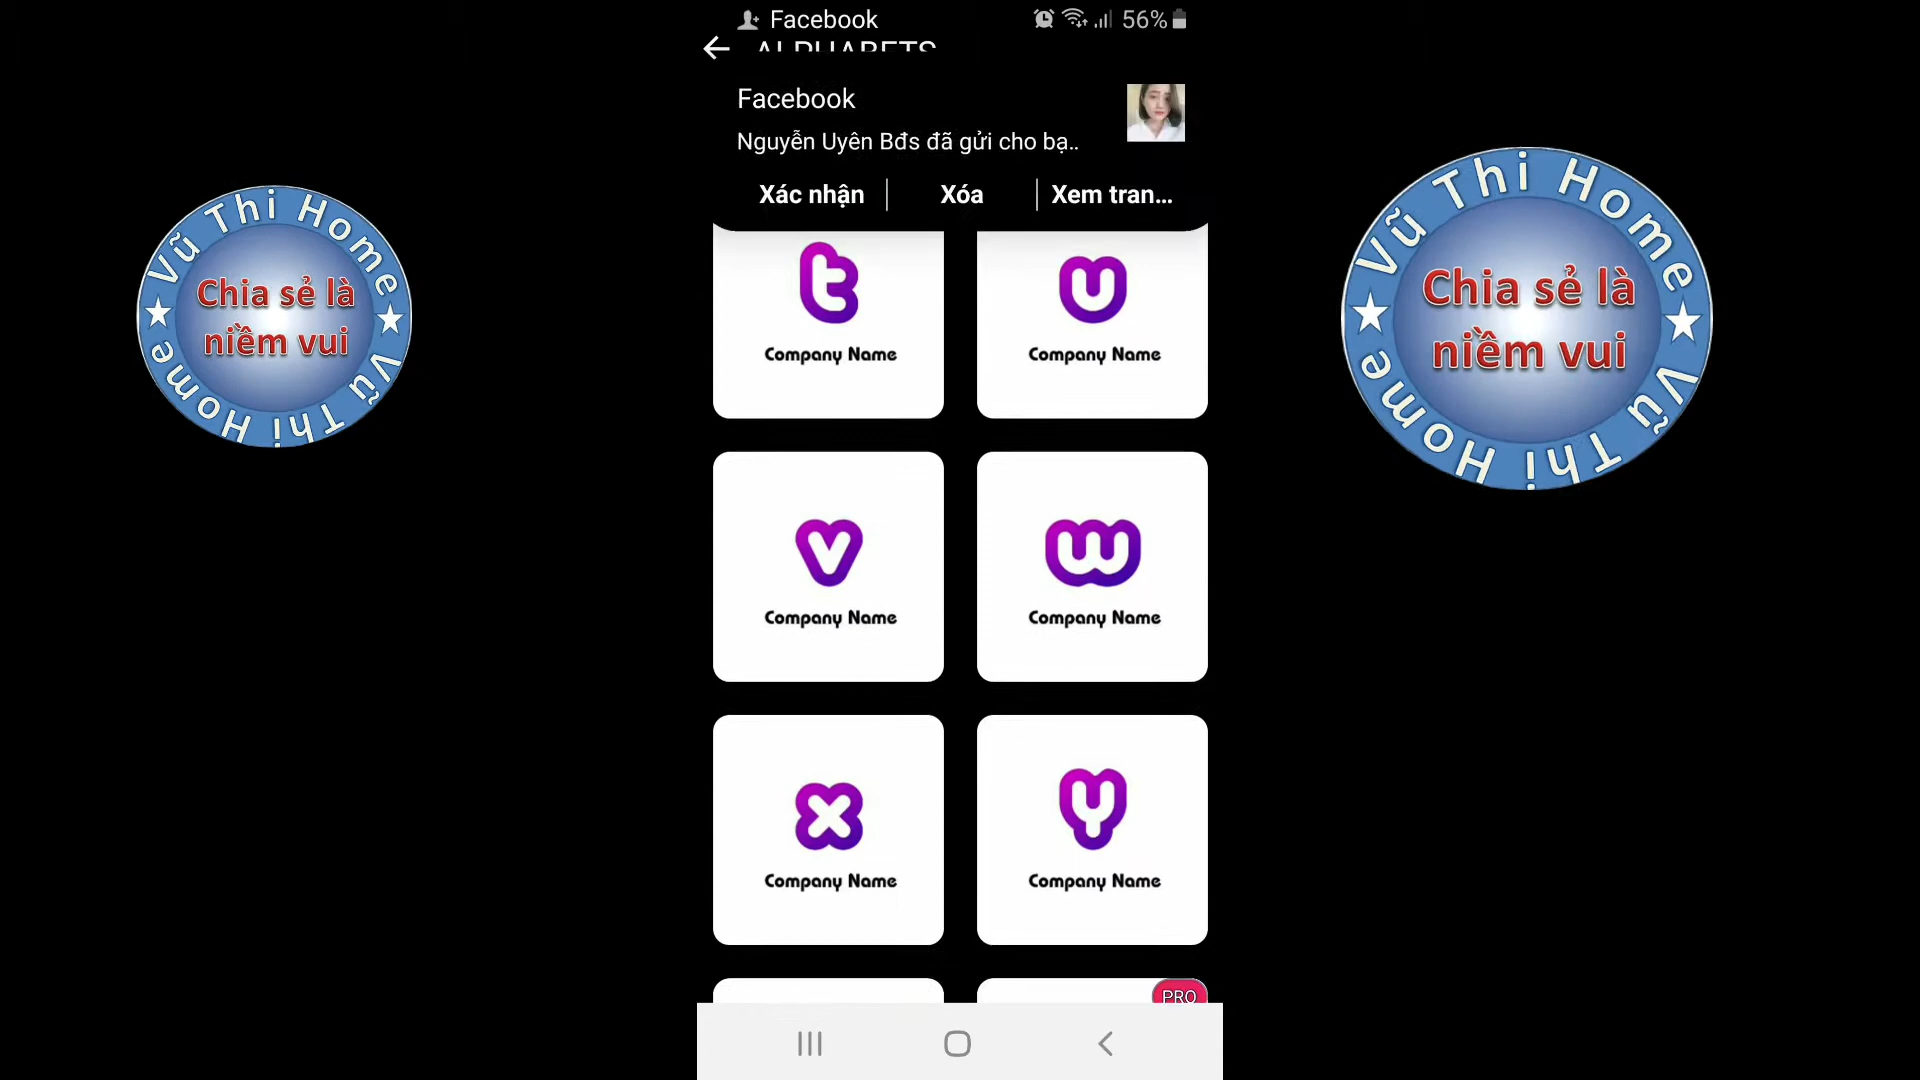 Facebook
56%
ALPHABETS
Facebook
Nguyễn Uyên Bđs đã gửi cho bạ..
Xác nhận
Xóa
Xem tran...
Vũ Thi Home
Chia sẻ là
niềm vui
Vũ Thi Home
Vũ Thi Home
Chia sẻ là
niềm vui
Vũ Thi Home
t
Company Name
u
Company Name
v
Company Name
w
Company Name
x
Company Name
y
Company Name
PRO